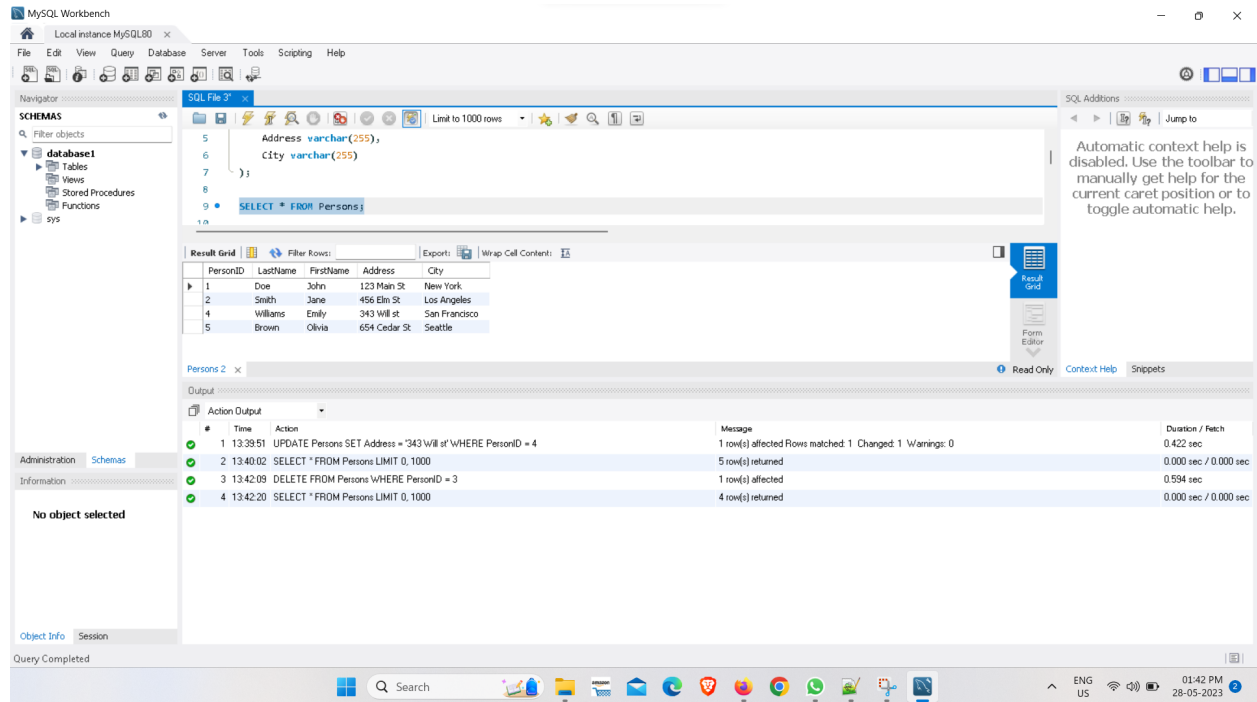 MySQL Workbench
Local instance MySQL80
File Edit View Query Database Server Tools Scripting Help
Navigator
SCHEMAS
Filter objects
database1
Tables
Views
Stored Procedures
Functions
sys
Administration Schemas
Information
No object selected
Object Info Session
Query Completed
SQL File 3*
Limit to 1000 rows
5 Address varchar(255),
6 City varchar(255)
7 );
8
9 SELECT * FROM Persons;
10
Result Grid Filter Rows: Export: Wrap Cell Content:
PersonID LastName FirstName Address City
1 Doe John 123 Main St New York
2 Smith Jane 456 Elm St Los Angeles
4 Williams Emily 343 Will st San Francisco
5 Brown Olivia 654 Cedar St Seattle
Result Grid
Form Editor
Persons 2
Read Only
Output
Action Output
# Time Action Message Duration / Fetch
1 13:39:51 UPDATE Persons SET Address = '343 Will st' WHERE PersonID = 4 1 row(s) affected Rows matched: 1 Changed: 1 Warnings: 0 0.422 sec
2 13:40:02 SELECT * FROM Persons LIMIT 0, 1000 5 row(s) returned 0.000 sec / 0.000 sec
3 13:42:09 DELETE FROM Persons WHERE PersonID = 3 1 row(s) affected 0.594 sec
4 13:42:20 SELECT * FROM Persons LIMIT 0, 1000 4 row(s) returned 0.000 sec / 0.000 sec
SQL Additions
Jump to
Automatic context help is
disabled. Use the toolbar to
manually get help for the
current caret position or to
toggle automatic help.
Context Help Snippets
Search
ENG
US
01:42 PM
28-05-2023
2